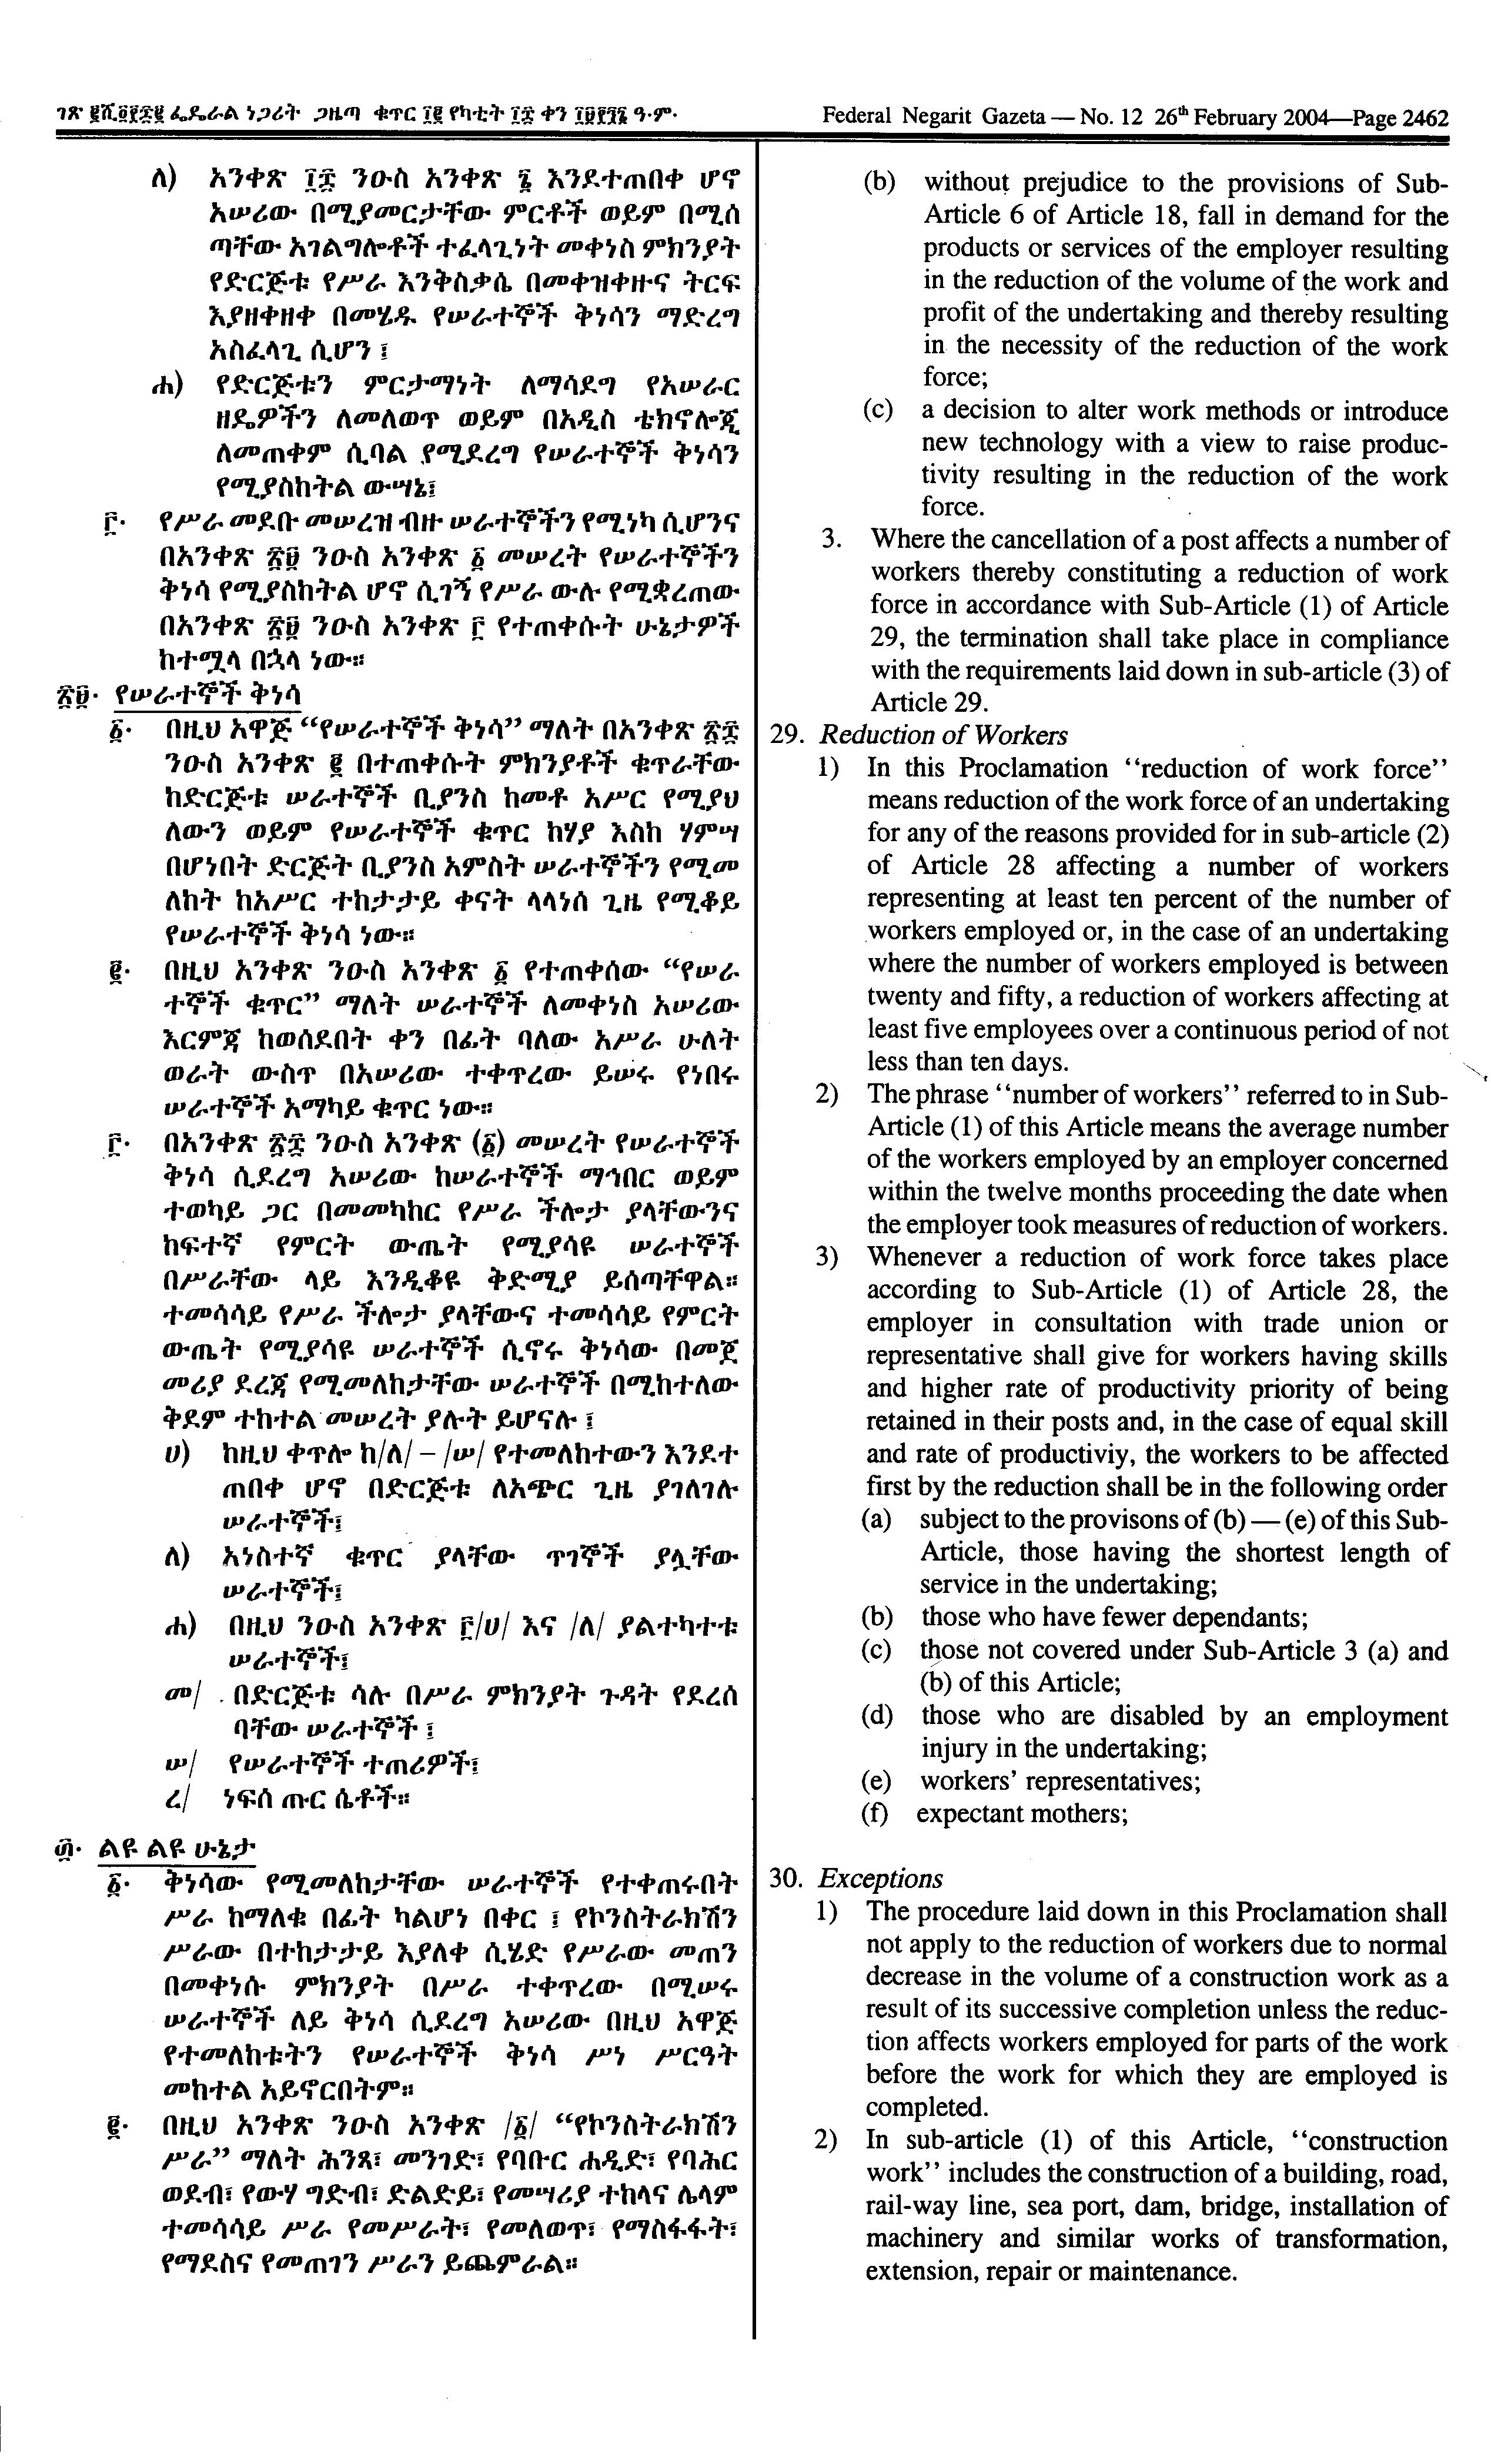 ገጽ ፪ሺ፬፻፷፪ ፌዴራል ነጋሪት ጋዜጣ ቁጥር ፲፪ የካቲት ፲፰ ቀን ፲፱፻፺፮ ዓ.ም.
ለ) አንቀጽ ፲፰ ንዑስ አንቀጽ ፮ እንደተጠበቀ ሆኖ
አሠሪው በሚያመርታቸው ምርቶች ወይም በሚሰ
ጣቸው አገልግሎቶች ተፈላጊነት መቀነስ ምክንያት
የድርጅቱ የሥራ እንቅስቃሴ በመቀዝቀዙና ትርፍ
እያዘቀዘቀ በመሄዱ የሠራተኞች ቅነሳን ማድረግ
አስፈላጊ ሲሆን ፤
ሐ) የድርጅቱን ምርታማነት ለማሳደግ የአሠራር
ዘዴዎችን ለመለወጥ ወይም በአዲስ ቴክኖሎጂ
ለመጠቀም ሲባል የሚደረግ የሠራተኞች ቅነሳን
የሚያስከትል ውሣኔ፤
፫. የሥራ መደቡ መሠረዝ ብዙ ሠራተኞችን የሚነካ ሲሆንና
በአንቀጽ ፳፱ ንዑስ አንቀጽ ፩ መሠረት የሠራተኞችን
ቅነሳ የሚያስከትል ሆኖ ሲገኝ የሥራ ውሉ የሚቋረጠው
በአንቀጽ ፳፱ ንዑስ አንቀጽ ፫ የተጠቀሱት ሁኔታዎች
ከተሟላ በኋላ ነው።
፳፱. የሠራተኞች ቅነሳ
፩. በዚህ አዋጅ “የሠራተኞች ቅነሳ” ማለት በአንቀጽ ፳፰
ንዑስ አንቀጽ ፪ በተጠቀሱት ምክንያቶች ቁጥራቸው
ከድርጅቱ ሠራተኞች ቢያንስ ከመቶ አሥር የሚያህ
ለውን ወይም የሠራተኞች ቁጥር ከሃያ እስከ ሃምሣ
በሆነበት ድርጅት ቢያንስ አምስት ሠራተኞችን የሚመ
ለከት ከአሥር ተከታታይ ቀናት ላላነሰ ጊዜ የሚቆይ
የሠራተኞች ቅነሳ ነው።
፪. በዚህ አንቀጽ ንዑስ አንቀጽ ፩ የተጠቀሰው “የሠራ
ተኞች ቁጥር” ማለት ሠራተኞች ለመቀነስ አሠሪው
እርምጃ ከወሰደበት ቀን በፊት ባለው አሥራ ሁለት
ወራት ውስጥ በአሠሪው ተቀጥረው ይሠሩ የነበሩ
ሠራተኞች አማካይ ቁጥር ነው።
፫. በአንቀጽ ፳፰ ንዑስ አንቀጽ (፩) መሠረት የሠራተኞች
ቅነሳ ሲደረግ አሠሪው ከሠራተኞች ማኅበር ወይም
ተወካይ ጋር በመመካከር የሥራ ችሎታ ያላቸውንና
ከፍተኛ የምርት ውጤት የሚያሳዩ ሠራተኞች
በሥራቸው ላይ እንዲቆዩ ቅድሚያ ይሰጣቸዋል።
ተመሳሳይ የሥራ ችሎታ ያላቸውና ተመሳሳይ የምርት
ውጤት የሚያሳዩ ሠራተኞች ሲኖሩ ቅነሳው በመጀ
መሪያ ደረጃ የሚመለከታቸው ሠራተኞች በሚከተለው
ቅደም ተከተል መሠረት ያሉት ይሆናሉ ፤
ሀ) ከዚህ ቀጥሎ ከ/ለ/ – /ሠ/ የተመለከተውን እንደተ
ጠበቀ ሆኖ በድርጅቱ ለአጭር ጊዜ ያገለገሉ
ሠራተኞች፤
ለ) አነስተኛ ቁጥር ያላቸው ጥገኞች ያሏቸው
ሠራተኞች፤
ሐ) በዚህ ንዑስ አንቀጽ ፫/ሀ/ እና /ለ/ ያልተካተቱ
ሠራተኞች፤
መ/ በድርጅቱ ሳሉ በሥራ ምክንያት ጉዳት የደረሰ
ባቸው ሠራተኞች ፤
ሠ/ የሠራተኞች ተጠሪዎች፤
ረ/ ነፍሰ ጡር ሴቶች።
፴. ልዩ ልዩ ሁኔታ
፩. ቅነሳው የሚመለከታቸው ሠራተኞች የተቀጠሩበት
ሥራ ከማለቁ በፊት ካልሆነ በቀር ፤ የኮንስትራክሽን
ሥራው በተከታታይ እያለቀ ሲሄድ የሥራው መጠን
በመቀነሱ ምክንያት በሥራ ተቀጥረው በሚሠሩ
ሠራተኞች ለይ ቅነሳ ሲደረግ አሠሪው በዚህ አዋጅ
የተመለከቱትን የሠራተኞች ቅነሳ ሥነ ሥርዓት
መከተል አይኖርበትም።
፪. በዚህ አንቀጽ ንዑስ አንቀጽ /፩/ “የኮንስትራክሽን
ሥራ” ማለት ሕንጻ፣ መንገድ፣ የባቡር ሐዲድ፣ የባሕር
ወደብ፣ የውሃ ግድብ፣ ድልድይ፣ የመሣሪያ ተከላና ሌላም
ተመሳሳይ ሥራ የመሥራት፣ የመለወጥ፣ የማስፋፋት፣
የማደስና የመጠገን ሥራን ይጨምራል።
Federal Negarit Gazeta — No. 12 26th February 2004—Page 2462
(b) without prejudice to the provisions of Sub-
Article 6 of Article 18, fall in demand for the
products or services of the employer resulting
in the reduction of the volume of the work and
profit of the undertaking and thereby resulting
in the necessity of the reduction of the work
force;
(c) a decision to alter work methods or introduce
new technology with a view to raise produc-
tivity resulting in the reduction of the work
force.
3. Where the cancellation of a post affects a number of
workers thereby constituting a reduction of work
force in accordance with Sub-Article (1) of Article
29, the termination shall take place in compliance
with the requirements laid down in sub-article (3) of
Article 29.
29. Reduction of Workers
1) In this Proclamation ‘‘reduction of work force’’
means reduction of the work force of an undertaking
for any of the reasons provided for in sub-article (2)
of Article 28 affecting a number of workers
representing at least ten percent of the number of
workers employed or, in the case of an undertaking
where the number of workers employed is between
twenty and fifty, a reduction of workers affecting at
least five employees over a continuous period of not
less than ten days.
2) The phrase ‘‘number of workers’’ referred to in Sub-
Article (1) of this Article means the average number
of the workers employed by an employer concerned
within the twelve months proceeding the date when
the employer took measures of reduction of workers.
3) Whenever a reduction of work force takes place
according to Sub-Article (1) of Article 28, the
employer in consultation with trade union or
representative shall give for workers having skills
and higher rate of productivity priority of being
retained in their posts and, in the case of equal skill
and rate of productiviy, the workers to be affected
first by the reduction shall be in the following order
(a) subject to the provisons of (b) — (e) of this Sub-
Article, those having the shortest length of
service in the undertaking;
(b) those who have fewer dependants;
(c) those not covered under Sub-Article 3 (a) and
(b) of this Article;
(d) those who are disabled by an employment
injury in the undertaking;
(e) workers’ representatives;
(f) expectant mothers;
30. Exceptions
1) The procedure laid down in this Proclamation shall
not apply to the reduction of workers due to normal
decrease in the volume of a construction work as a
result of its successive completion unless the reduc-
tion affects workers employed for parts of the work
before the work for which they are employed is
completed.
2) In sub-article (1) of this Article, ‘‘construction
work’’ includes the construction of a building, road,
rail-way line, sea port, dam, bridge, installation of
machinery and similar works of transformation,
extension, repair or maintenance.